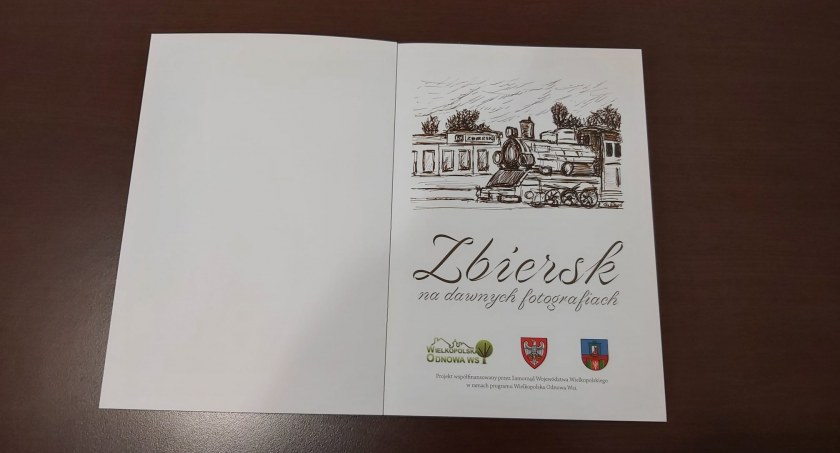 Zbiersk
na dawnych fotografiach
WIELKOPOLSKA
ODNOWA WSI
Projekt współfinansowany przez Samorząd Województwa Wielkopolskiego
w ramach programu Wielkopolska Odnowa Wsi.